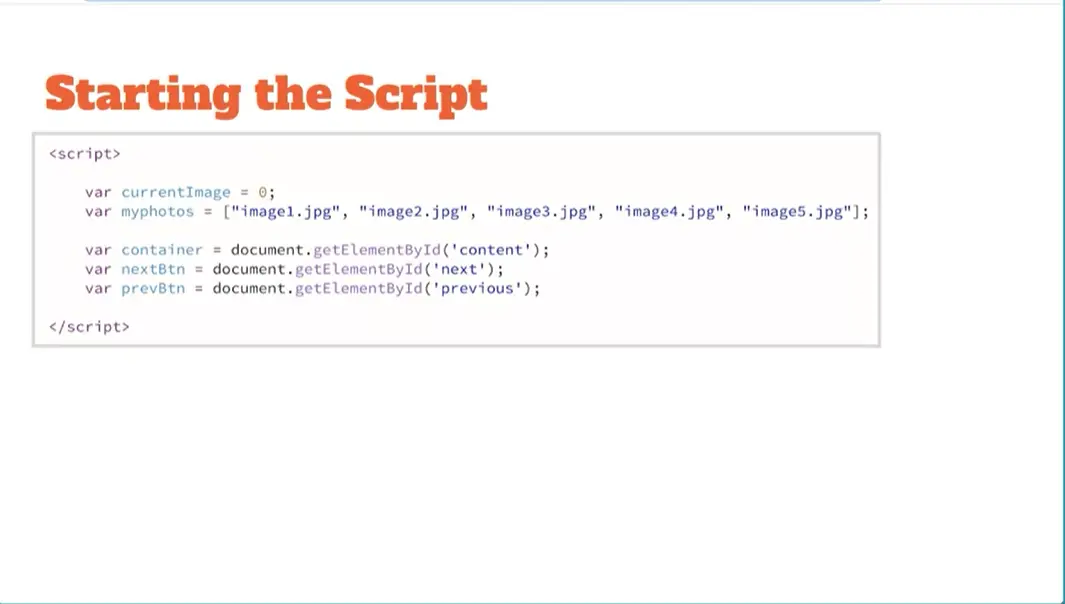 Starting the Script
<script>
var currentImage = 0;
var myphotos = ["image1.jpg", "image2.jpg", "image3.jpg", "image4.jpg", "image5.jpg"];
var container = document.getElementById('content');
var nextBtn = document.getElementById('next');
var prevBtn = document.getElementById('previous');
</script>